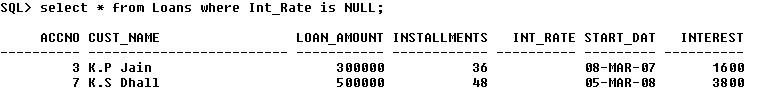 SQL> select * from Loans where Int_Rate is NULL;
ACCNO CUST_NAME LOAN_AMOUNT INSTALLMENTS INT_RATE START_DAT INTEREST
---------- -------------------- ----------- ------------ ---------- --------- ----------
3 K.P Jain 300000 36 08-MAR-07 1600
7 K.S Dhall 500000 48 05-MAR-08 3800